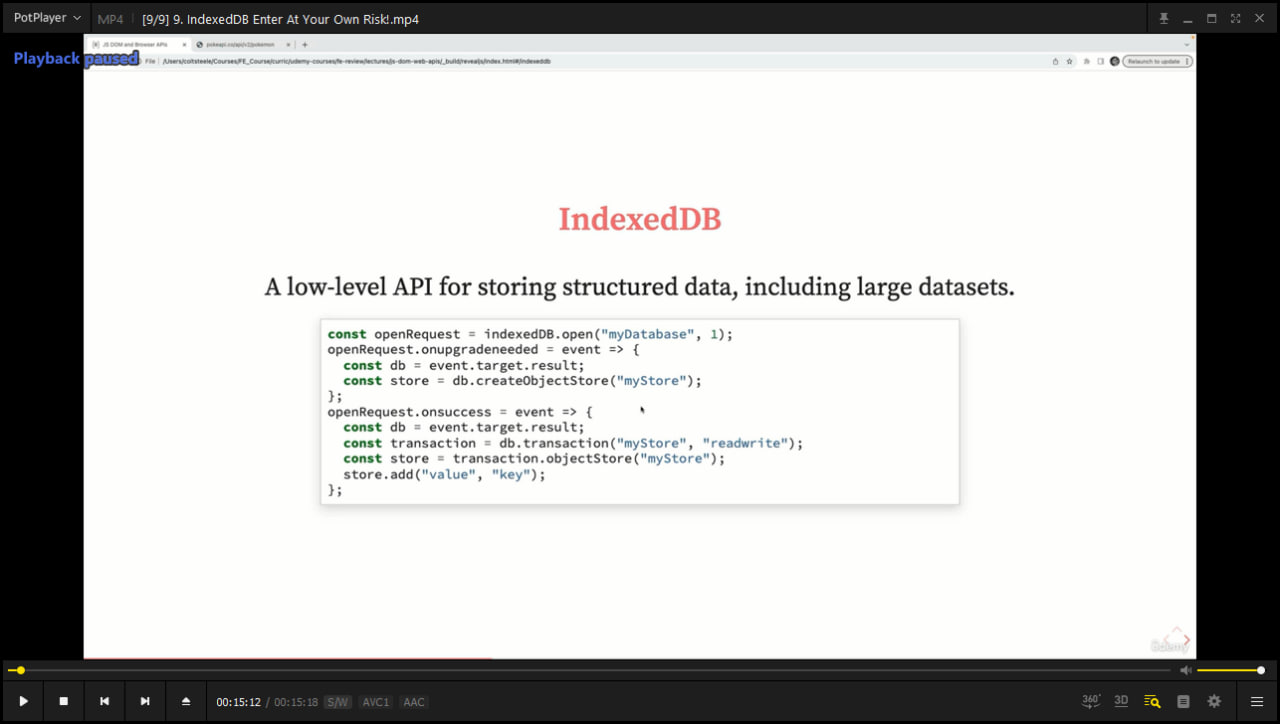 PotPlayer
MP4
[9/9] 9. IndexedDB Enter At Your Own Risk!.mp4
Playback paused
JS DOM and Browser APIs
pokeapi.co/api/v2/pokemon
File
/Users/coltsteele/Courses/FE_Course/curric/udemy-courses/fe-review/lectures/js-dom-web-apis/_build/revealjs/index.html#/indexeddb
Relaunch to update
IndexedDB
A low-level API for storing structured data, including large datasets.
const openRequest = indexedDB.open("myDatabase", 1);
openRequest.onupgradeneeded = event => {
  const db = event.target.result;
  const store = db.createObjectStore("myStore");
};
openRequest.onsuccess = event => {
  const db = event.target.result;
  const transaction = db.transaction("myStore", "readwrite");
  const store = transaction.objectStore("myStore");
  store.add("value", "key");
};
ûdemy
00:15:12 / 00:15:18 S/W AVC1 AAC
360°
3D